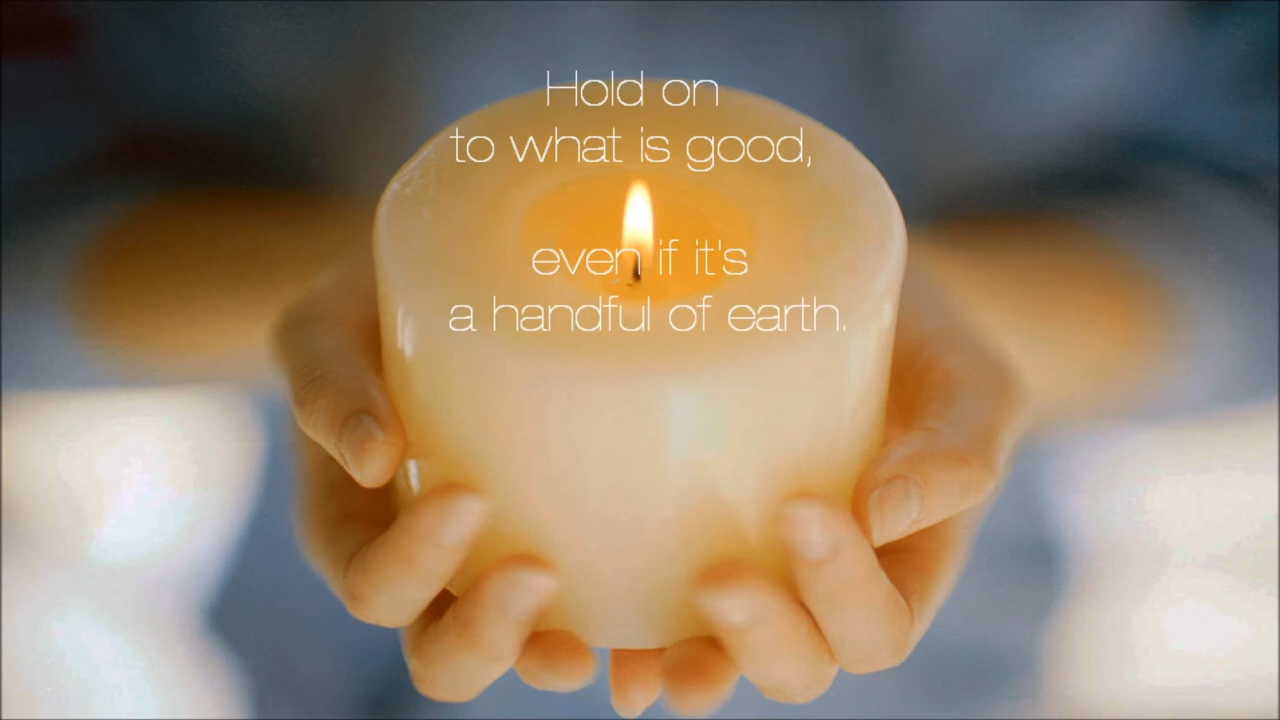 Hold on
to what is good,
even if it's
a handful of earth.